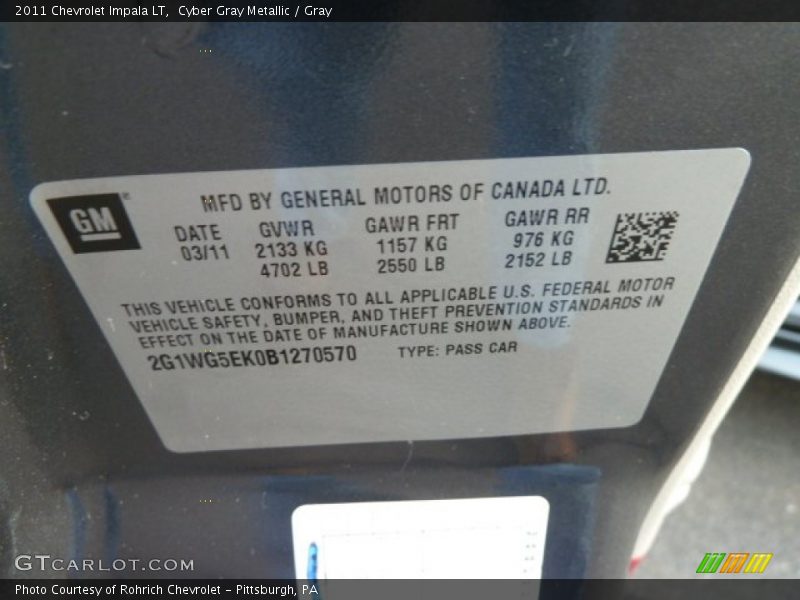 2011 Chevrolet Impala LT, Cyber Gray Metallic / Gray
GM®
MFD BY GENERAL MOTORS OF CANADA LTD.
DATE GVWR GAWR FRT GAWR RR
03/11 2133 KG 1157 KG 976 KG
4702 LB 2550 LB 2152 LB
THIS VEHICLE CONFORMS TO ALL APPLICABLE U.S. FEDERAL MOTOR
VEHICLE SAFETY, BUMPER, AND THEFT PREVENTION STANDARDS IN
EFFECT ON THE DATE OF MANUFACTURE SHOWN ABOVE.
2G1WG5EK0B1270570 TYPE: PASS CAR
GTCARLOT.COM
Photo Courtesy of Rohrich Chevrolet – Pittsburgh, PA